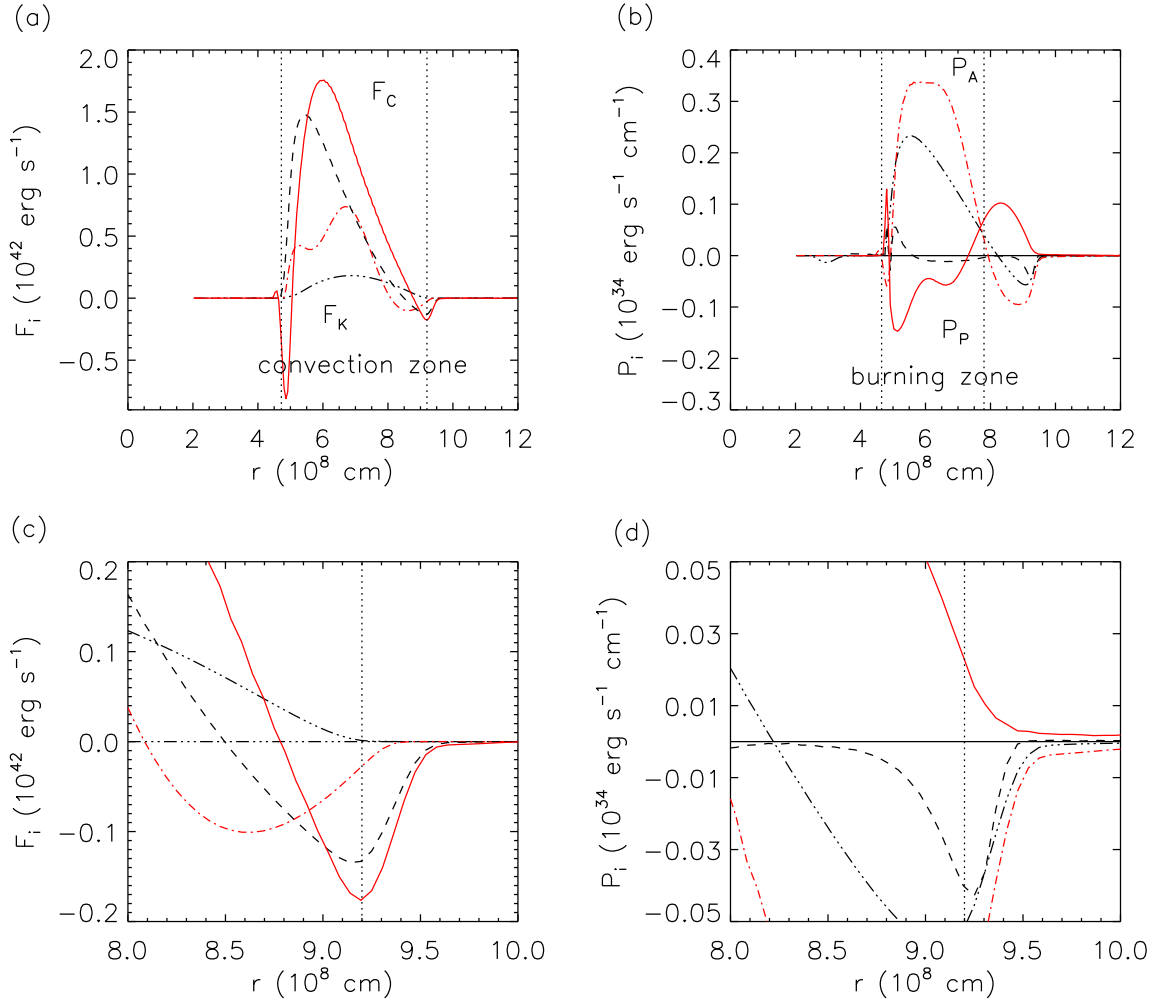 (a)
F_i (10^42 erg s^−1)
2.0
1.5
1.0
0.5
0.0
−0.5
F_C
F_K
convection zone
0 2 4 6 8 10 12
r (10^8 cm)
(b)
P_i (10^34 erg s^−1 cm^−1)
0.4
0.3
0.2
0.1
0.0
−0.1
−0.2
−0.3
P_A
P_P
burning zone
0 2 4 6 8 10 12
r (10^8 cm)
(c)
F_i (10^42 erg s^−1)
0.2
0.1
0.0
−0.1
−0.2
8.0 8.5 9.0 9.5 10.0
r (10^8 cm)
(d)
P_i (10^34 erg s^−1 cm^−1)
0.05
0.03
0.01
−0.01
−0.03
−0.05
8.0 8.5 9.0 9.5 10.0
r (10^8 cm)